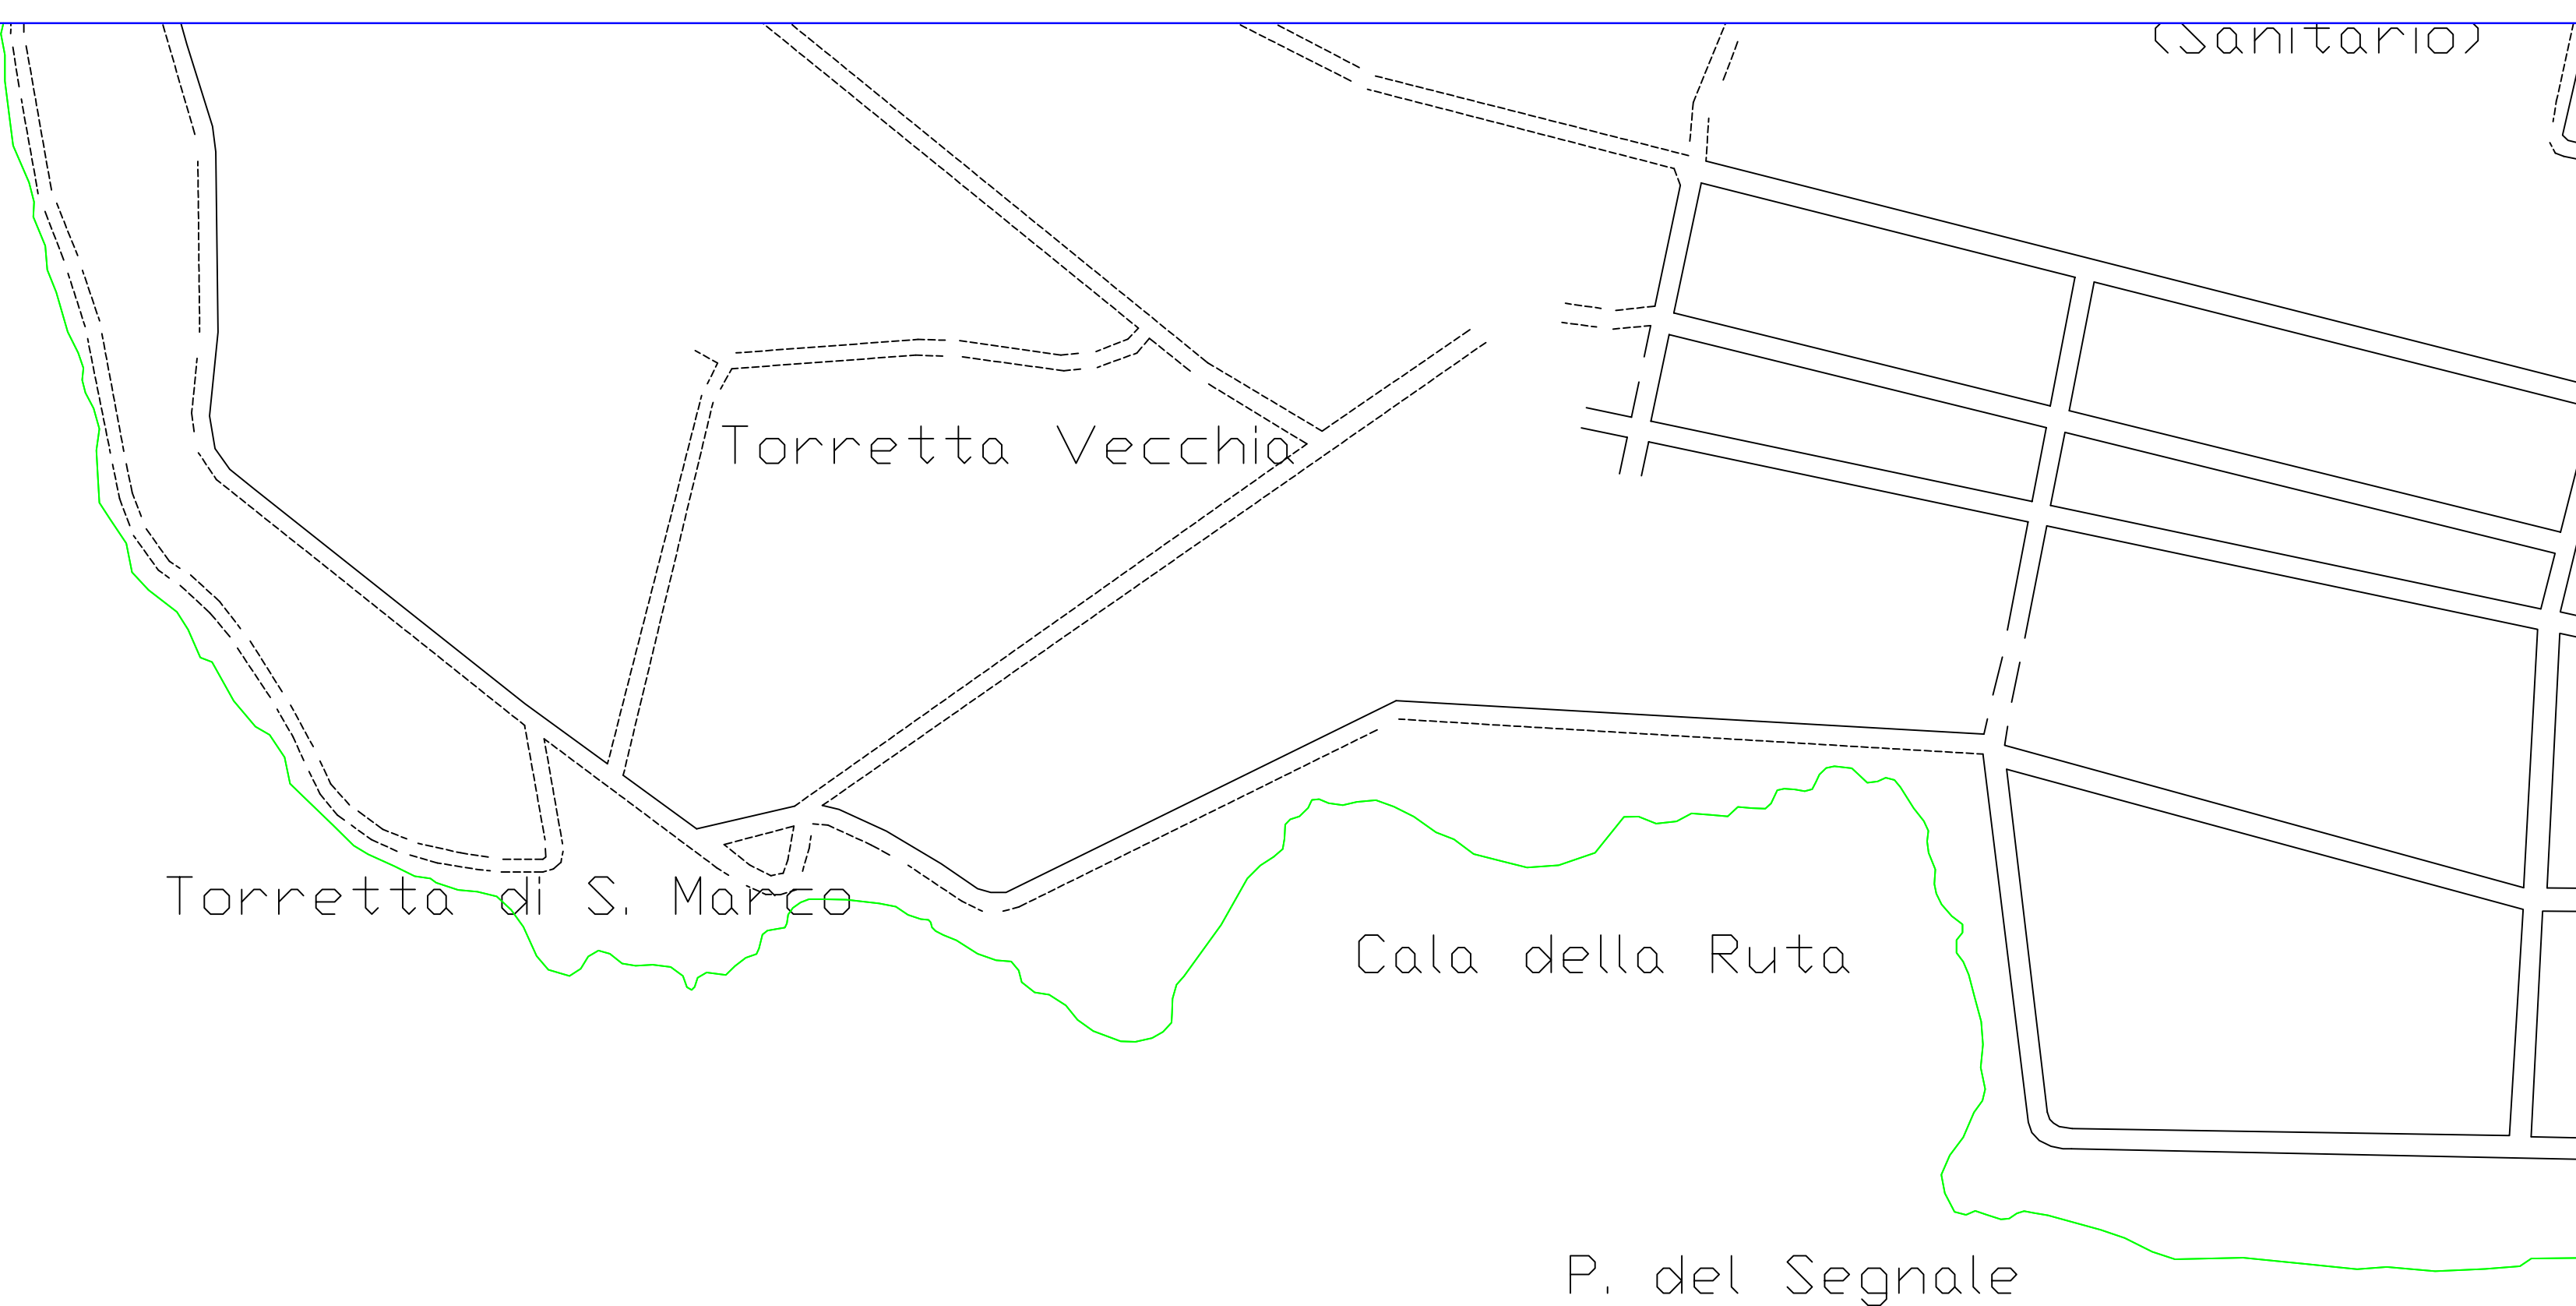 (Sanitario)
Torretta Vecchia
Torretta di S. Marco
Cala della Ruta
P. del Segnale